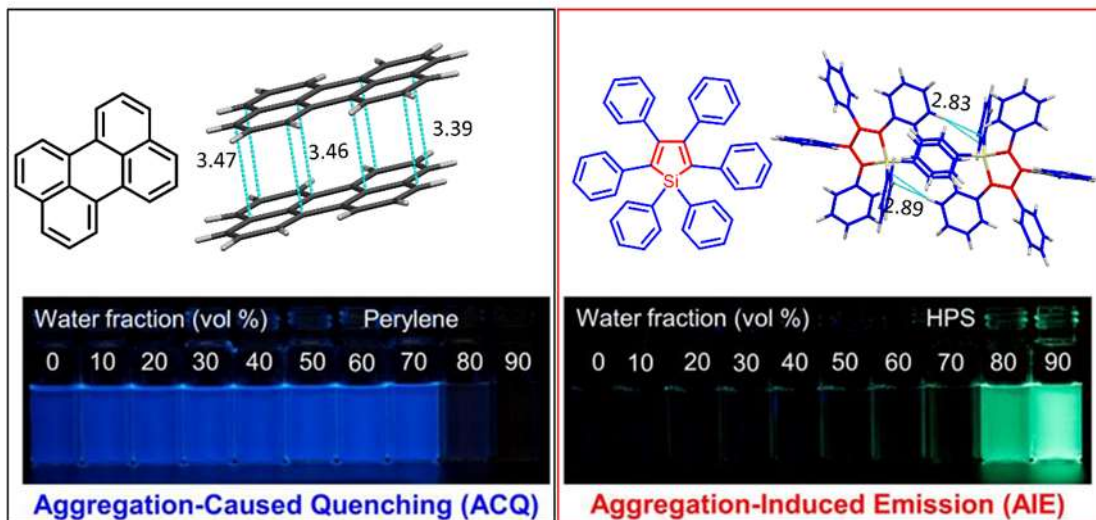 3.47
3.46
3.39
Water fraction (vol %) Perylene
0 10 20 30 40 50 60 70 80 90
Aggregation-Caused Quenching (ACQ)
Si
2.83
2.89
Water fraction (vol %) HPS
0 10 20 30 40 50 60 70 80 90
Aggregation-Induced Emission (AIE)